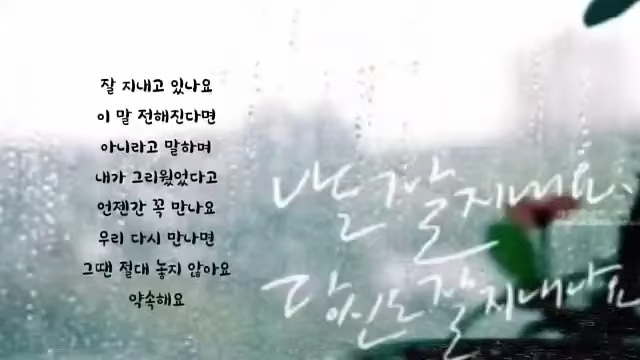 잘 지내고 있나요
이 말 전해진다면
아니라고 말하며
내가 그리웠었다고
언젠간 꼭 만나요
우리 다시 만나면
그땐 절대 놓지 않아요
약속해요
난 잘 지내요,
당신도 잘 지내나요